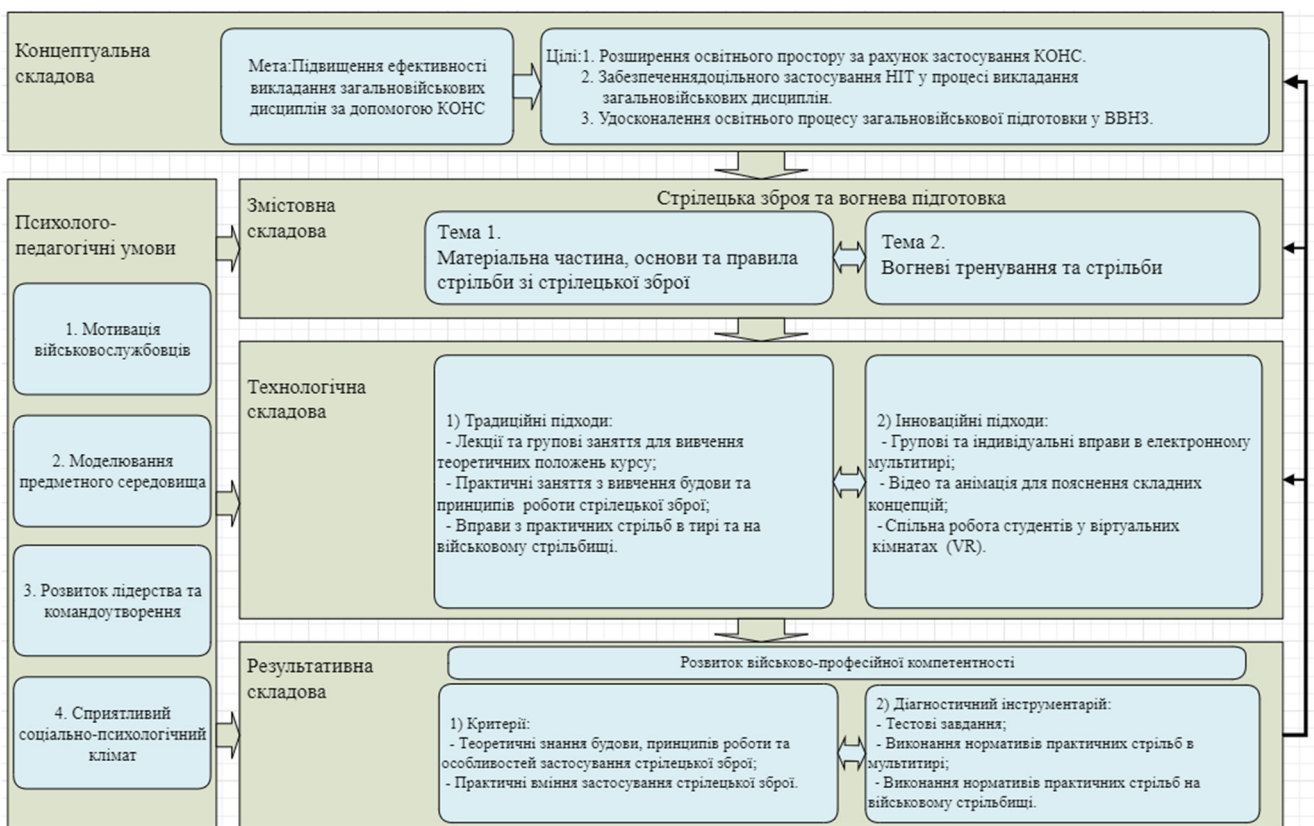 Концептуальна
складова
Мета:Підвищення ефективності
викладання загальновійськових
дисциплін за допомогою КОНС
Цілі:1. Розширення освітнього простору за рахунок застосування КОНС.
2. Забезпеченнядоцільного застосування НІТ у процесі викладання
загальновійськових дисциплін.
3. Удосконалення освітнього процесу загальновійськової підготовки у ВВНЗ.
Психолого-
педагогічні умови
1. Мотивація
військовослужбовців
2. Моделювання
предметного середовища
3. Розвиток лідерства та
командоутворення
4. Сприятливий
соціально-психологічний
клімат
Змістовна
складова
Стрілецька зброя та вогнева підготовка
Тема 1.
Матеріальна частина, основи та правила
стрільби зі стрілецької зброї
Тема 2.
Вогневі тренування та стрільби
Технологічна
складова
1) Традиційні підходи:
- Лекції та групові заняття для вивчення
теоретичних положень курсу;
- Практичні заняття з вивчення будови та
принципів роботи стрілецької зброї;
- Вправи з практичних стрільб в тирі та на
військовому стрільбищі.
2) Інноваційні підходи:
- Групові та індивідуальні вправи в електронному
мультитирі;
- Відео та анімація для пояснення складних
концепцій;
- Спільна робота студентів у віртуальних
кімнатах (VR).
Результативна
складова
Розвиток військово-професійної компетентності
1) Критерії:
- Теоретичні знання будови, принципів роботи та
особливостей застосування стрілецької зброї;
- Практичні вміння застосування стрілецької зброї.
2) Діагностичний інструментарій:
- Тестові завдання;
- Виконання нормативів практичних стрільб в
мультитирі;
- Виконання нормативів практичних стрільб на
військовому стрільбищі.